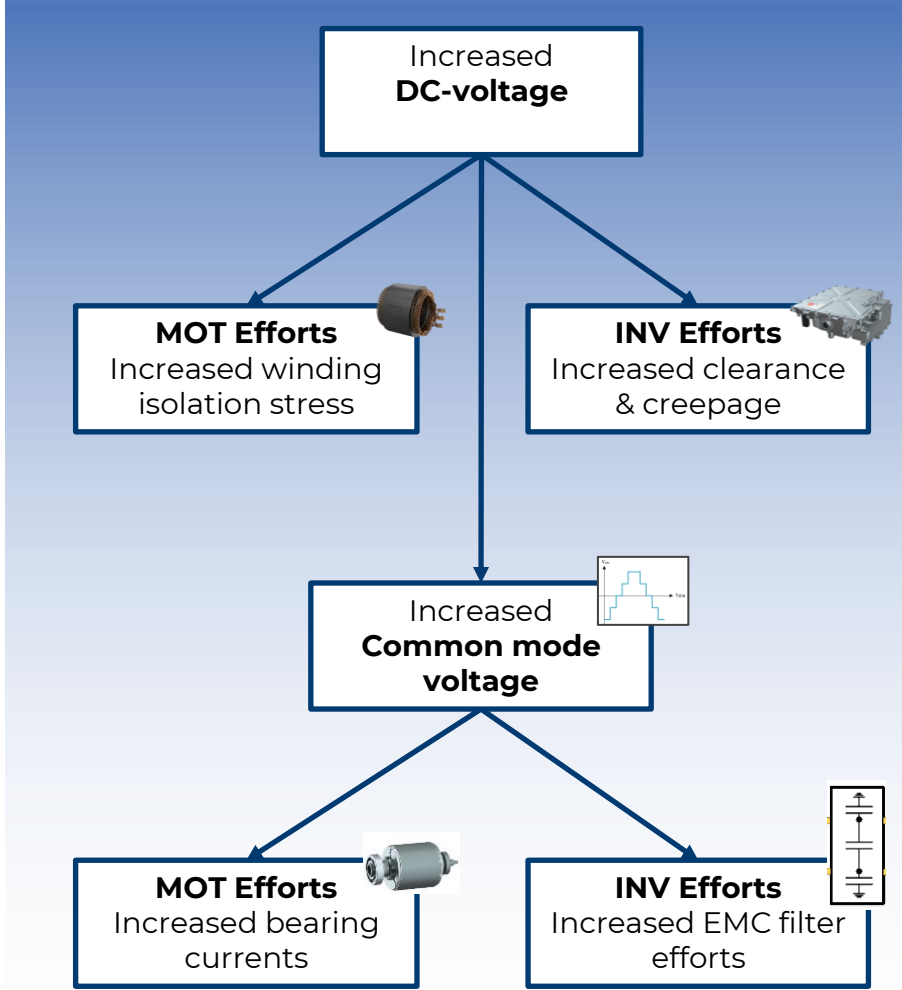 Increased
DC-voltage
MOT Efforts
Increased winding
isolation stress
INV Efforts
Increased clearance
& creepage
Time
Increased
Common mode
voltage
MOT Efforts
Increased bearing
currents
INV Efforts
Increased EMC filter
efforts